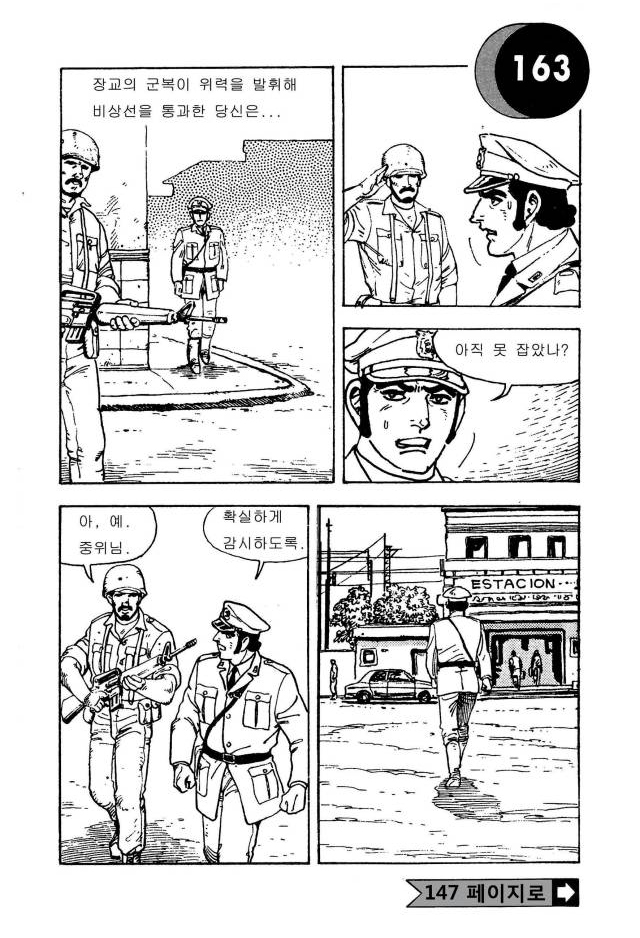 163
장교의 군복이 위력을 발휘해
비상선을 통과한 당신은...
아직 못 잡았나?
아, 예.
중위님.
확실하게
감시하도록.
ESTACION
147 페이지로